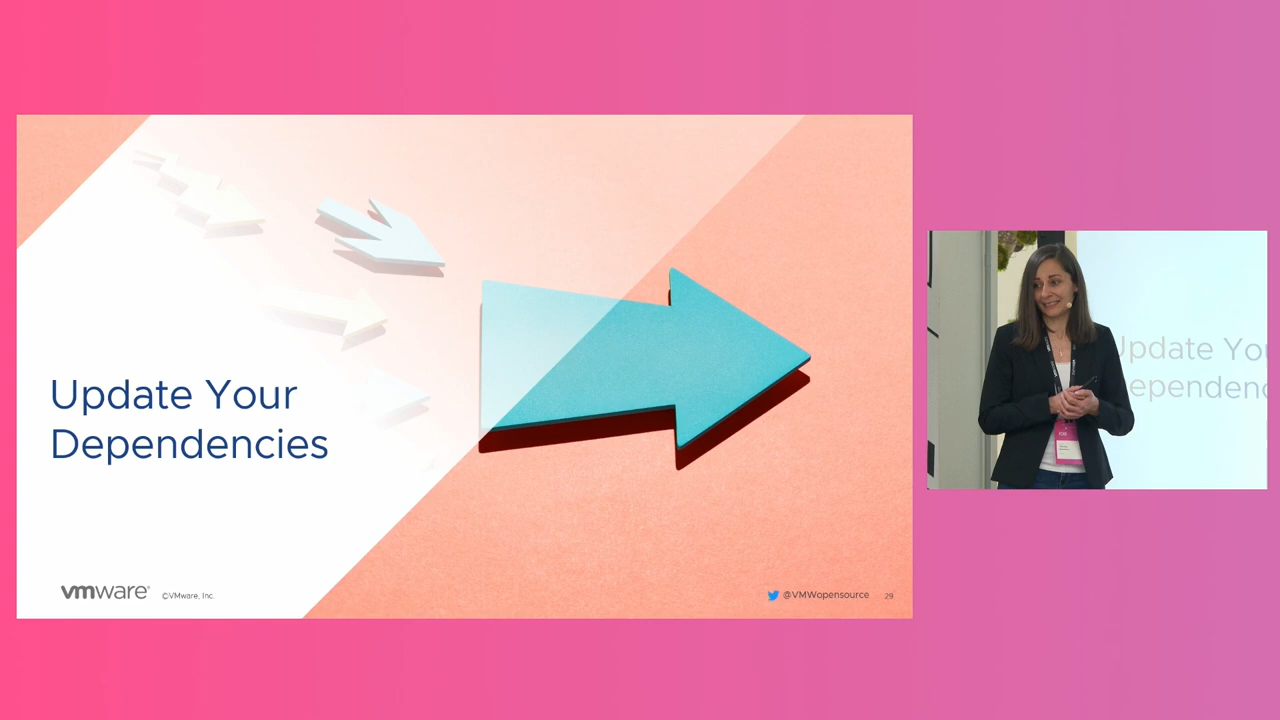 Update Your
Dependencies
vmware®
©VMware, Inc.
@VMWopensource
29
Update You
ependenc